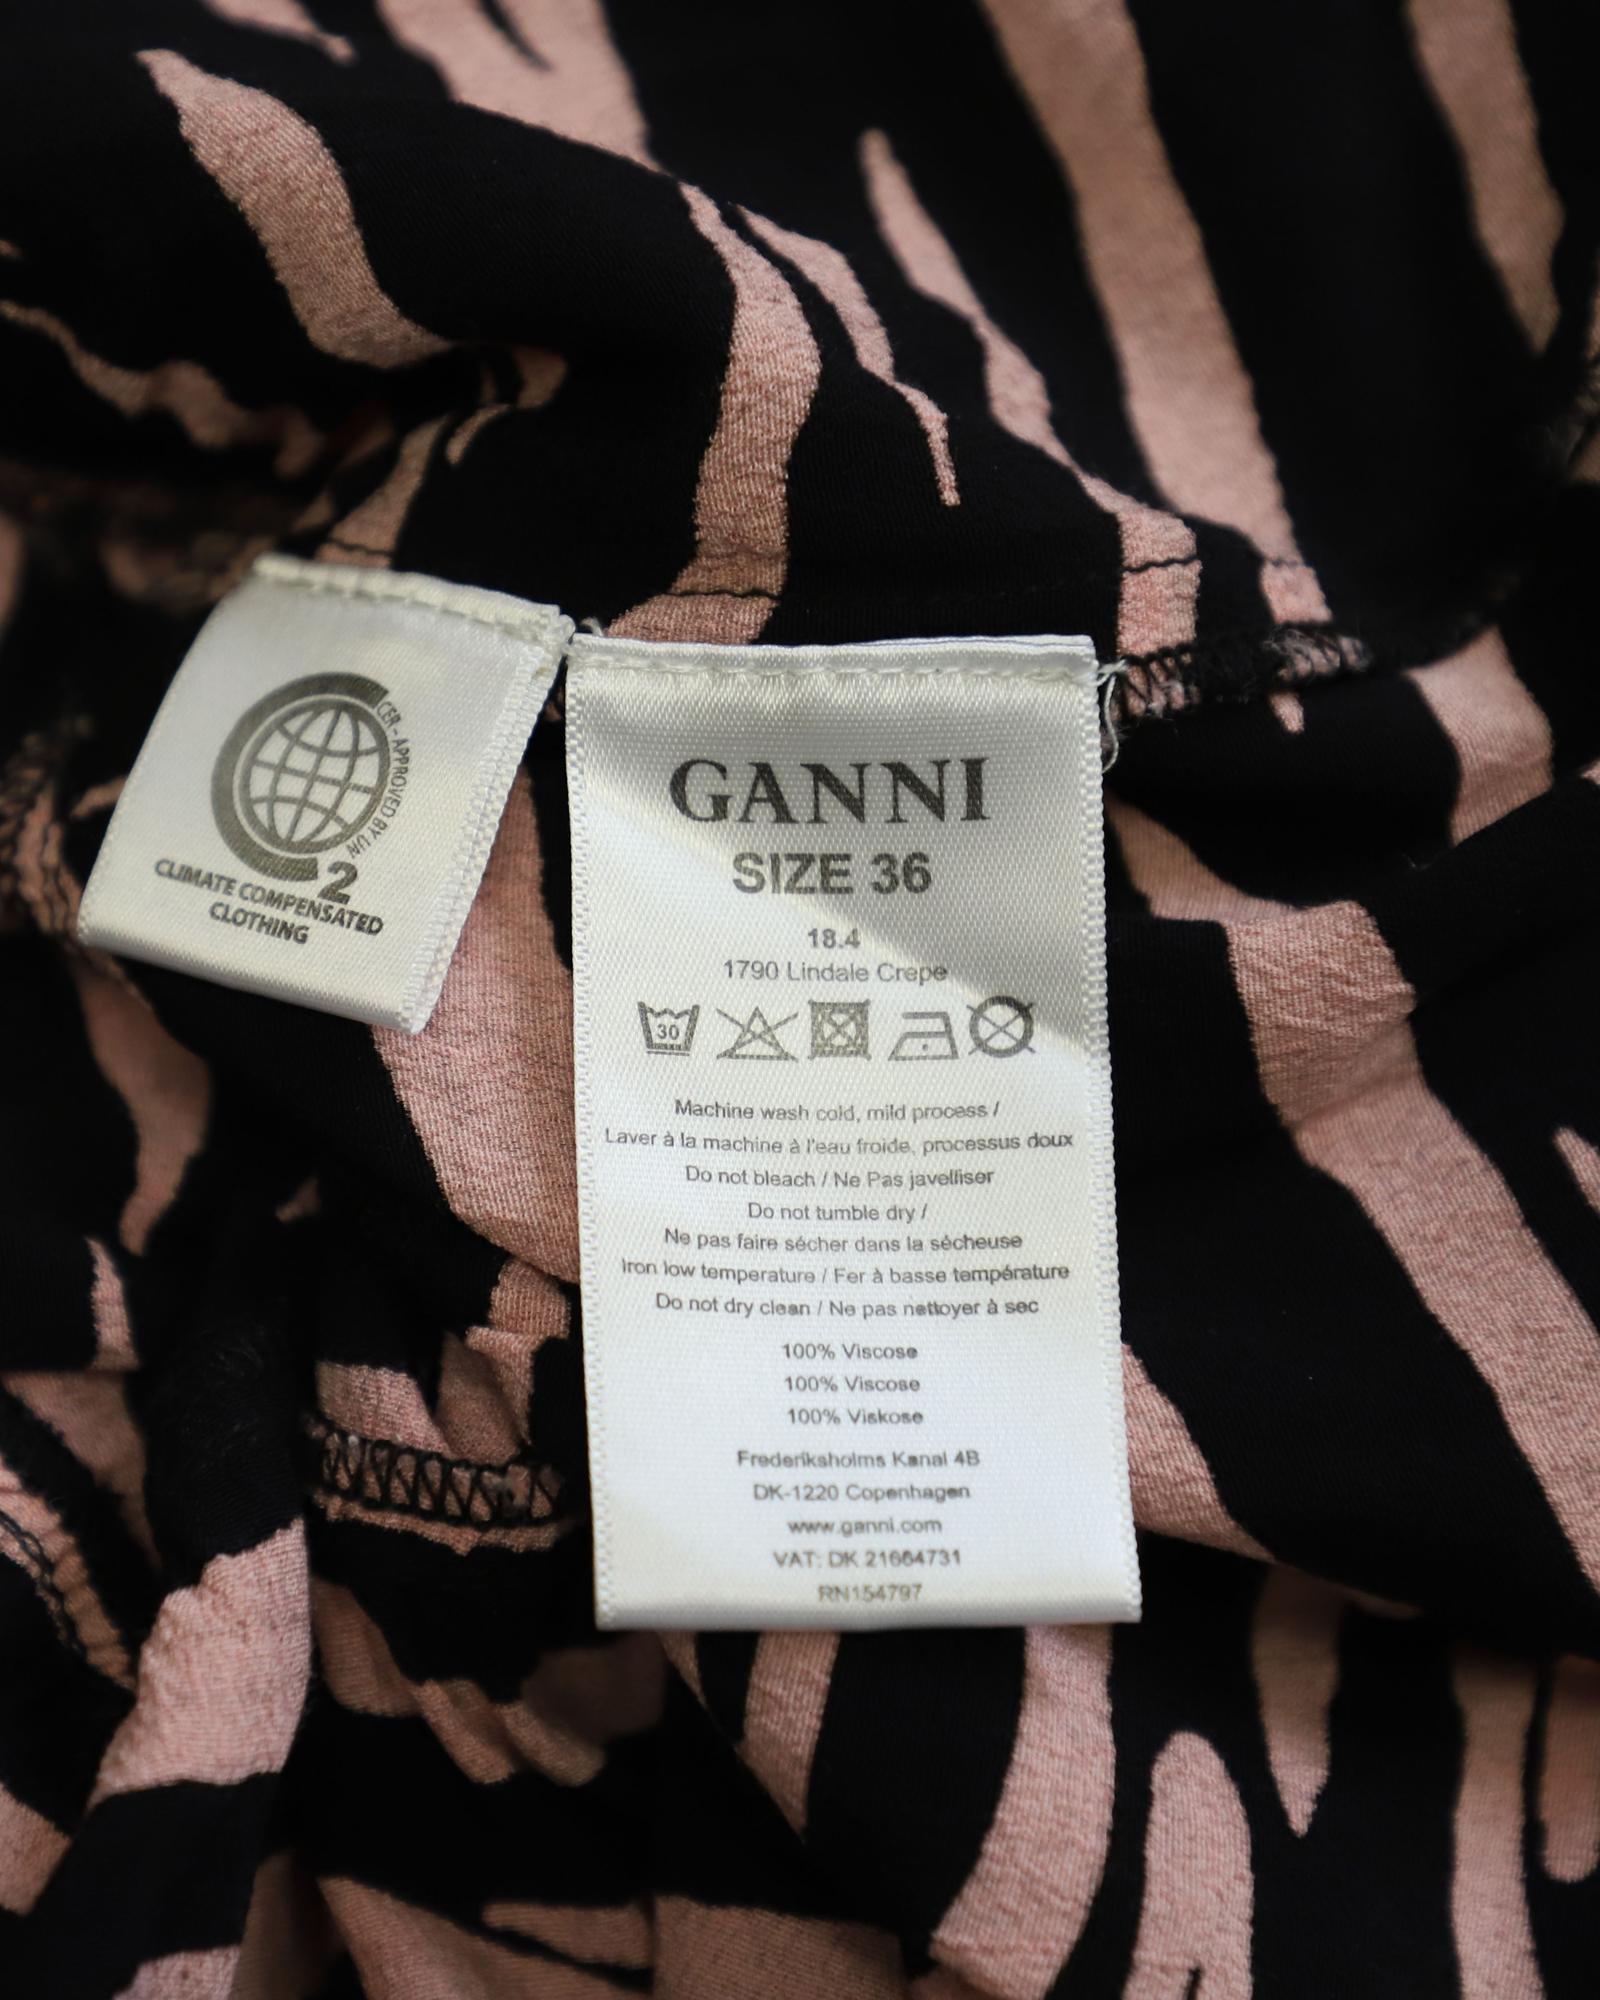 CER - APPROVED BY UN
2
CLIMATE COMPENSATED
CLOTHING
GANNI
SIZE 36
18.4
1790 Lindale Crepe
30
Machine wash cold, mild process /
Laver à la machine à l'eau froide, processus doux
Do not bleach / Ne Pas javelliser
Do not tumble dry /
Ne pas faire sécher dans la sécheuse
Iron low temperature / Fer à basse température
Do not dry clean / Ne pas nettoyer à sec
100% Viscose
100% Viscose
100% Viskose
Frederiksholms Kanal 4B
DK-1220 Copenhagen
www.ganni.com
VAT: DK 21664731
RN154797